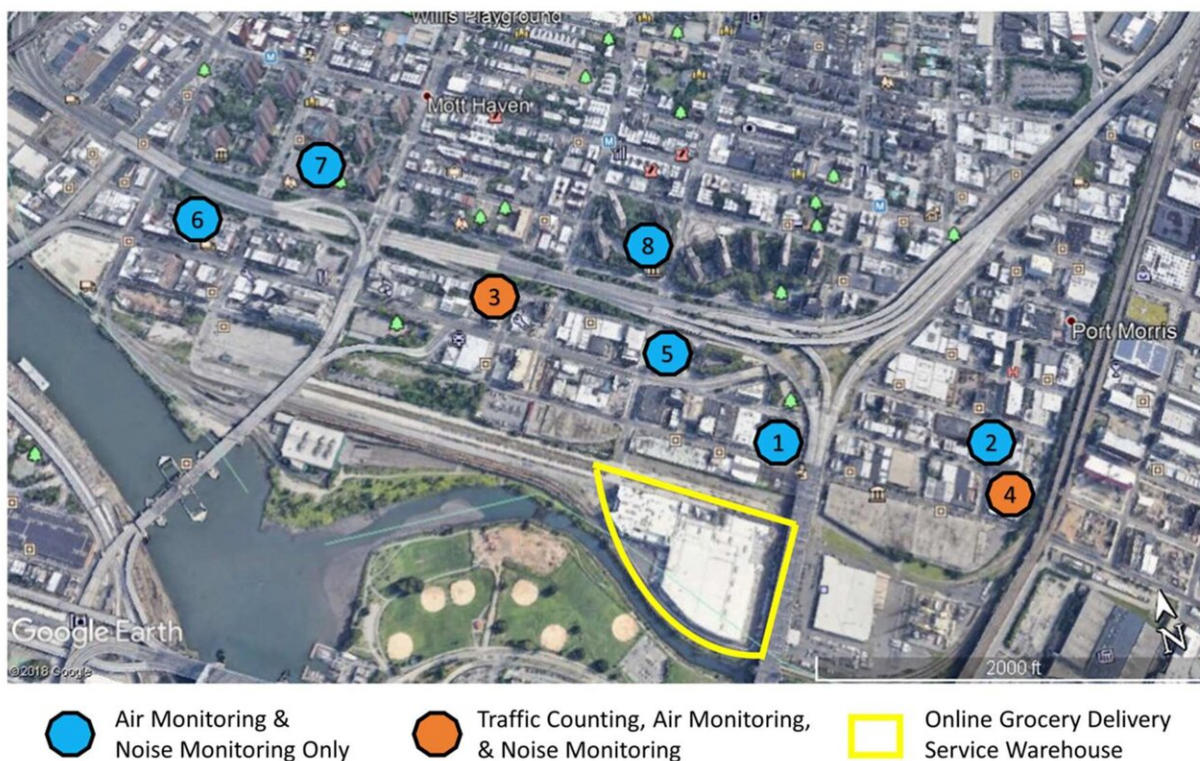 Willis Playground
Mott Haven
7
6
8
3
5
Port Morris
1
2
4
Google Earth
©2018 Google
N
2000 ft
Air Monitoring &
Noise Monitoring Only
Traffic Counting, Air Monitoring,
& Noise Monitoring
Online Grocery Delivery
Service Warehouse